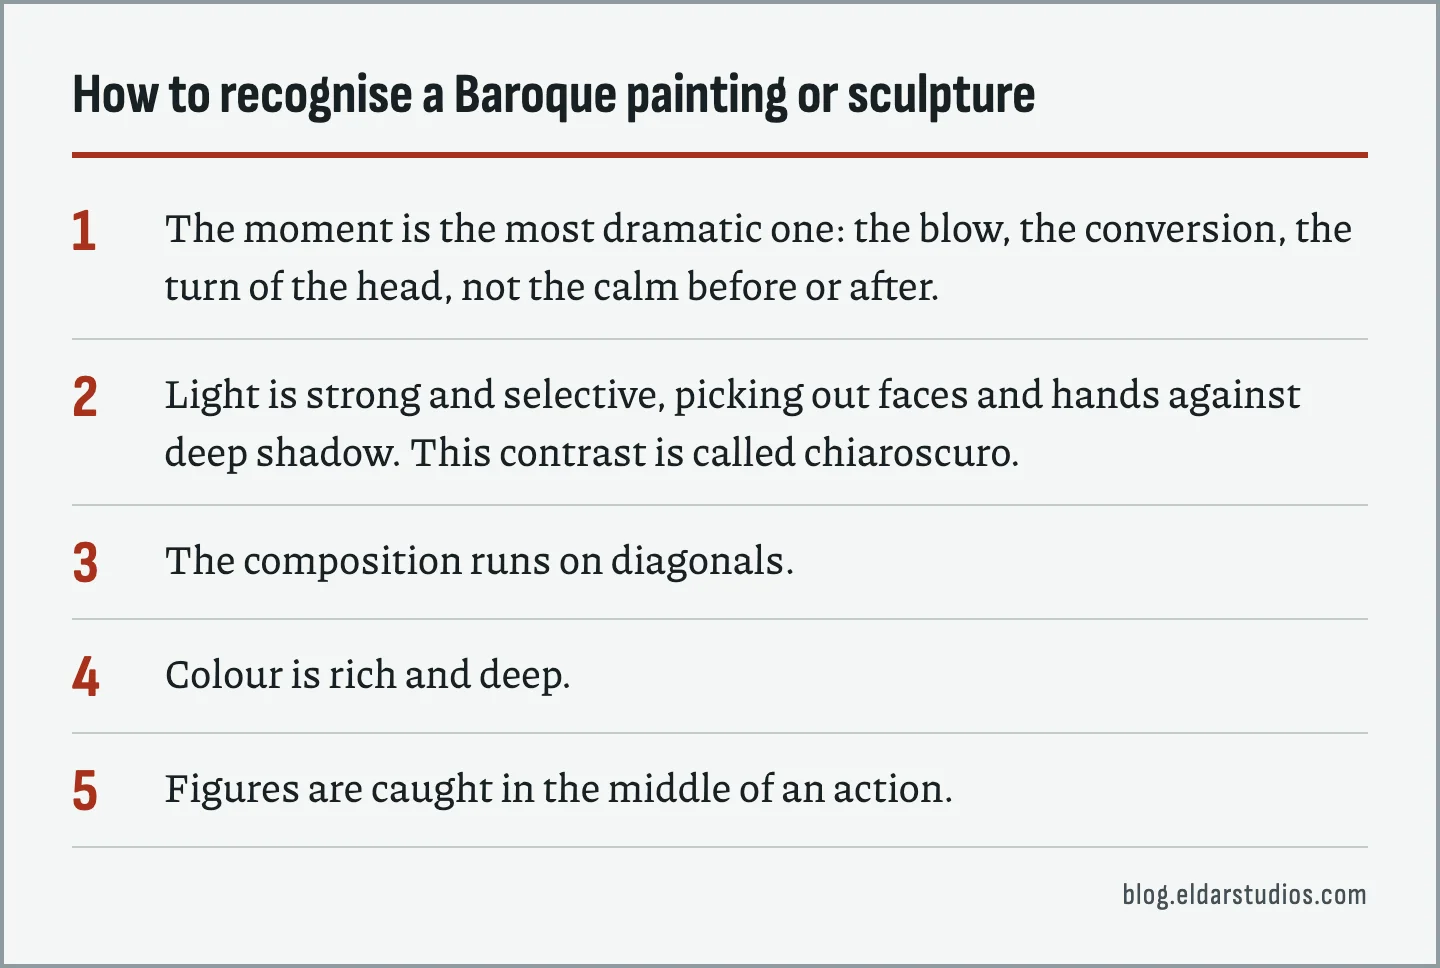 How to recognise a Baroque painting or sculpture
1
The moment is the most dramatic one: the blow, the conversion, the
turn of the head, not the calm before or after.
2
Light is strong and selective, picking out faces and hands against
deep shadow. This contrast is called chiaroscuro.
3
The composition runs on diagonals.
4
Colour is rich and deep.
5
Figures are caught in the middle of an action.
blog.eldarstudios.com